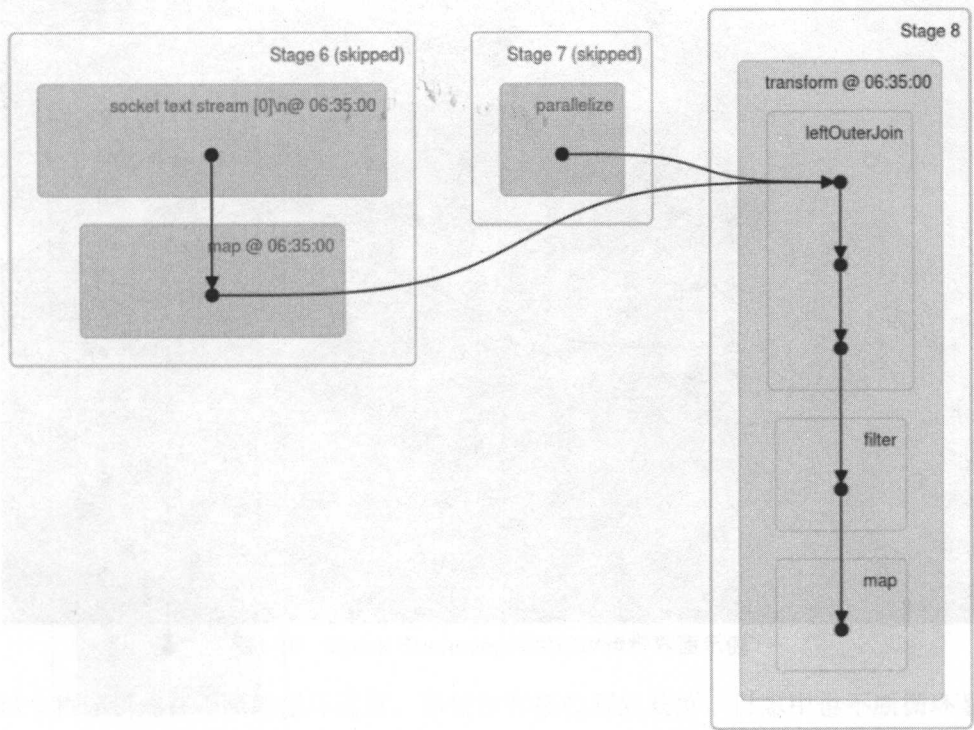 Stage 6 (skipped)
socket text stream [0]\n@ 06:35:00
map @ 06:35:00
Stage 7 (skipped)
parallelize
Stage 8
transform @ 06:35:00
leftOuterJoin
filter
map